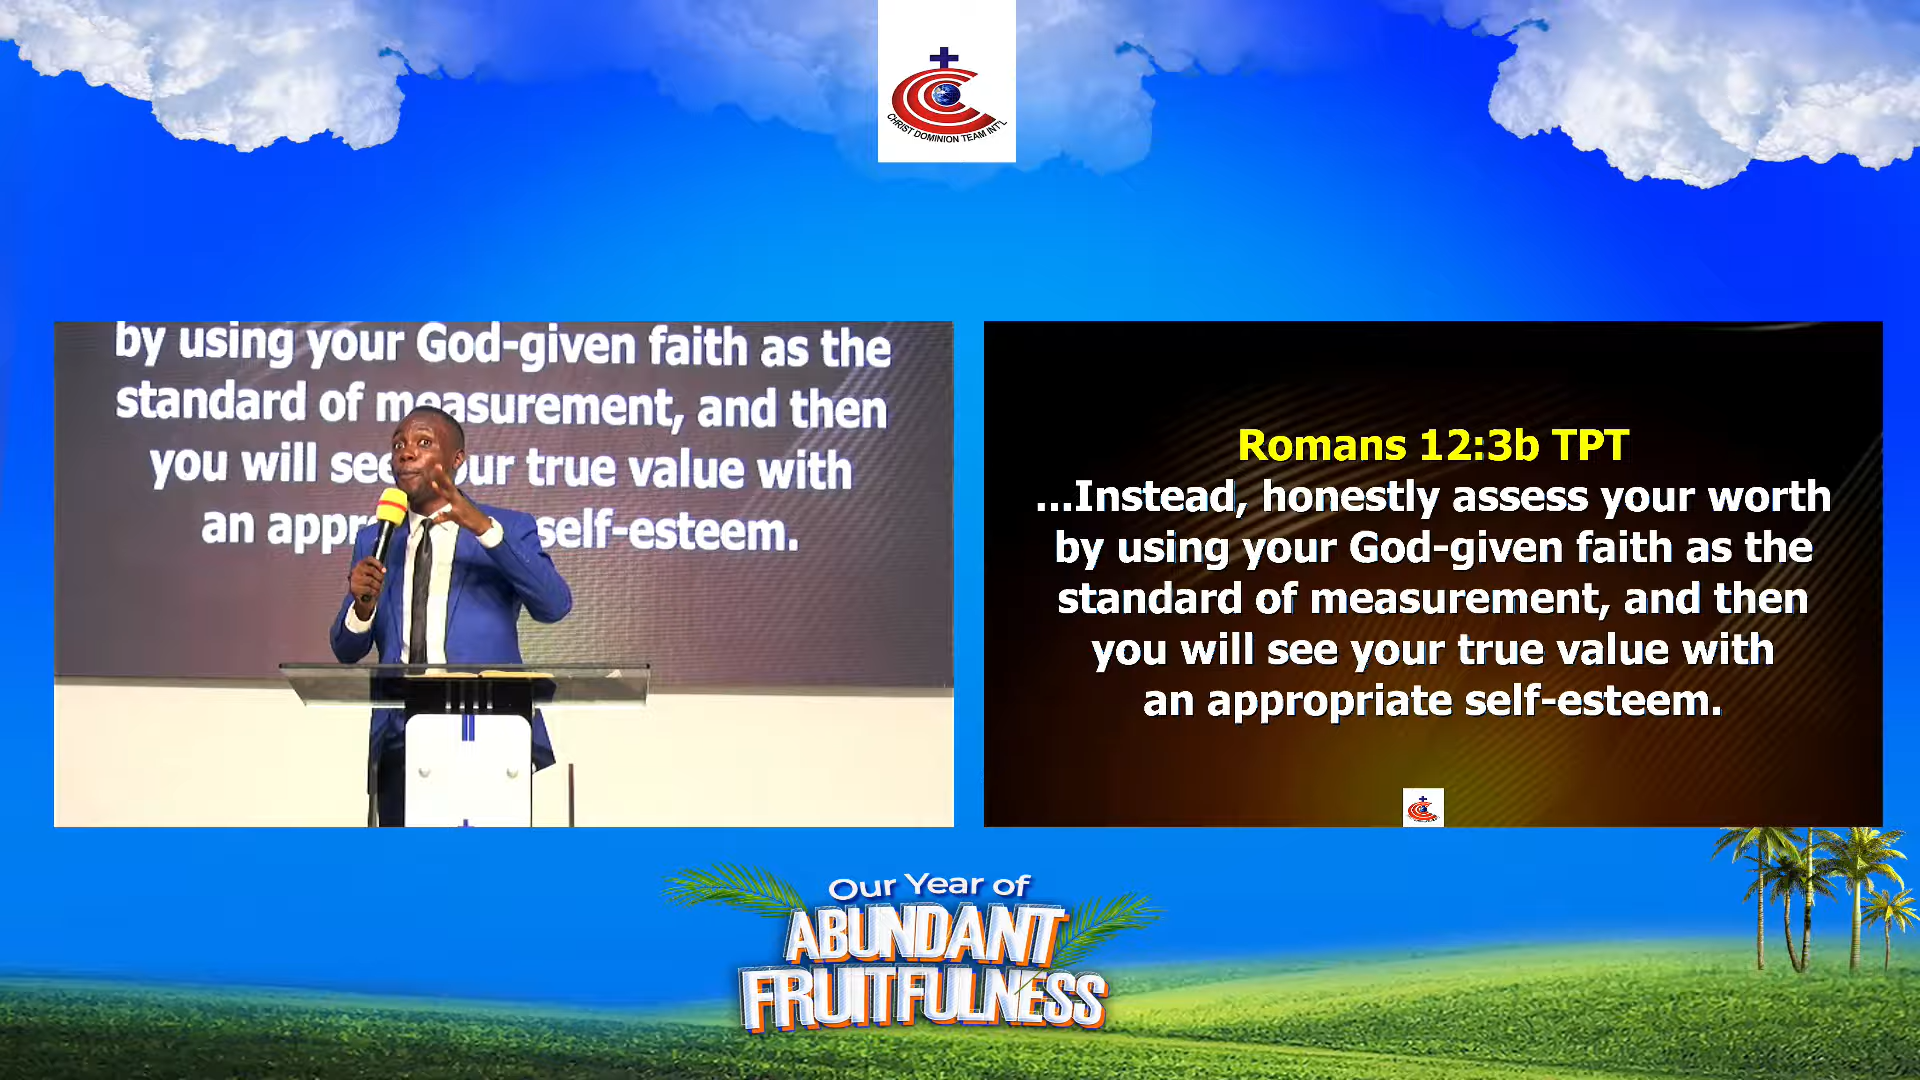 CHRIST DOMINION TEAM INT'L
by using your God-given faith as the
standard of measurement, and then
you will see your true value with
an appr self-esteem.
Romans 12:3b TPT
...Instead, honestly assess your worth
by using your God-given faith as the
standard of measurement, and then
you will see your true value with
an appropriate self-esteem.
Our Year of
ABUNDANT
FRUITFULNESS